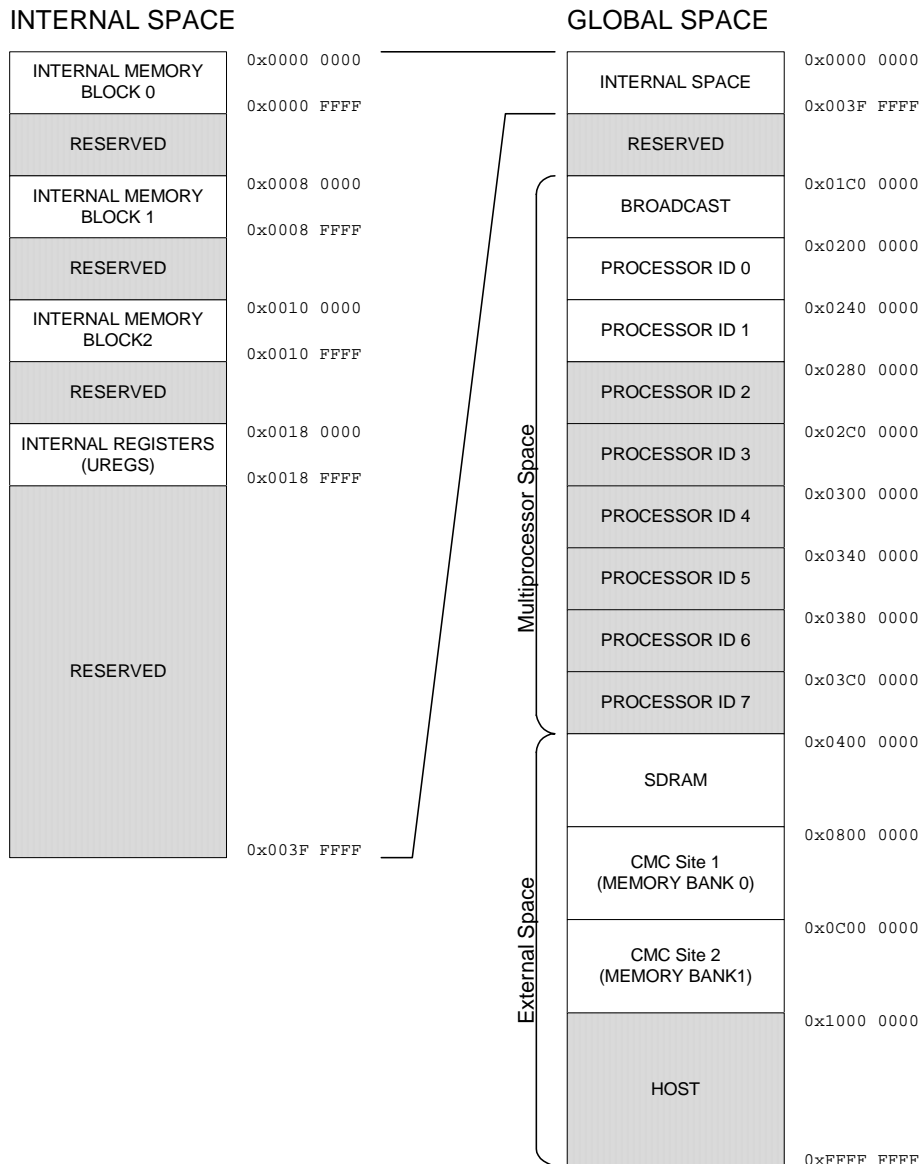 INTERNAL SPACE
INTERNAL MEMORY
BLOCK 0
0x0000 0000
0x0000 FFFF
RESERVED
INTERNAL MEMORY
BLOCK 1
0x0008 0000
0x0008 FFFF
RESERVED
INTERNAL MEMORY
BLOCK2
0x0010 0000
0x0010 FFFF
RESERVED
INTERNAL REGISTERS
(UREGS)
0x0018 0000
0x0018 FFFF
RESERVED
0x003F FFFF
GLOBAL SPACE
INTERNAL SPACE
0x0000 0000
0x003F FFFF
RESERVED
Multiprocessor Space
0x01C0 0000
BROADCAST
0x0200 0000
PROCESSOR ID 0
0x0240 0000
PROCESSOR ID 1
0x0280 0000
PROCESSOR ID 2
0x02C0 0000
PROCESSOR ID 3
0x0300 0000
PROCESSOR ID 4
0x0340 0000
PROCESSOR ID 5
0x0380 0000
PROCESSOR ID 6
0x03C0 0000
PROCESSOR ID 7
External Space
0x0400 0000
SDRAM
0x0800 0000
CMC Site 1
(MEMORY BANK 0)
0x0C00 0000
CMC Site 2
(MEMORY BANK1)
0x1000 0000
HOST
0xFFFF FFFF